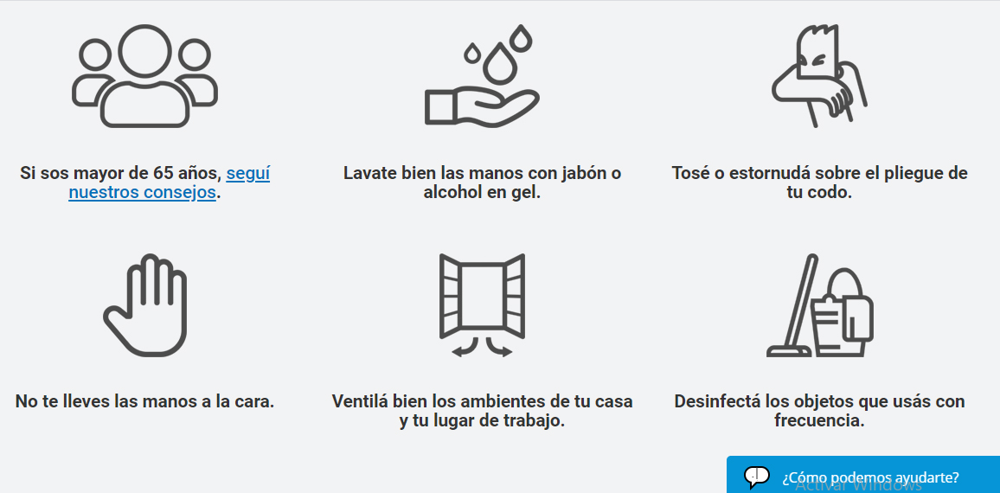 Si sos mayor de 65 años, seguí
nuestros consejos.
Lavate bien las manos con jabón o
alcohol en gel.
Tosé o estornudá sobre el pliegue de
tu codo.
No te lleves las manos a la cara.
Ventilá bien los ambientes de tu casa
y tu lugar de trabajo.
Desinfectá los objetos que usás con
frecuencia.
¿Cómo podemos ayudarte?
Activar Windows